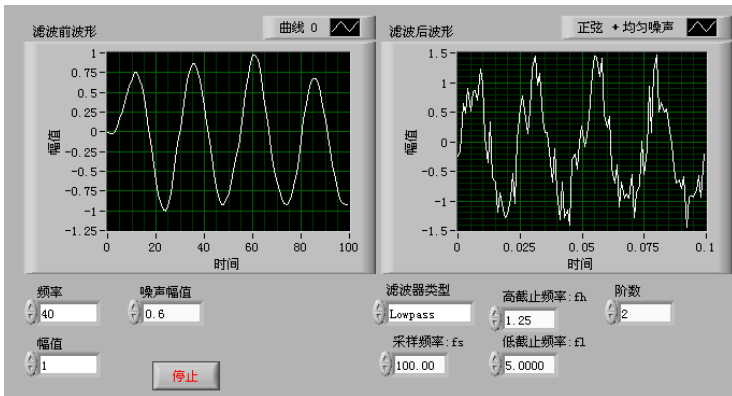 滤波前波形
曲线 0
幅值
1
0.75
0.5
0.25
0
-0.25
-0.5
-0.75
-1
-1.25
0 20 40 60 80 100
时间
滤波后波形
正弦 +均匀噪声
幅值
1.5
1
0.5
0
-0.5
-1
-1.5
0 0.025 0.05 0.075 0.1
时间
频率
40
噪声幅值
0.6
幅值
1
停止
滤波器类型
Lowpass
高截止频率:fh
1.25
阶数
2
采样频率:fs
100.00
低截止频率:fl
5.0000